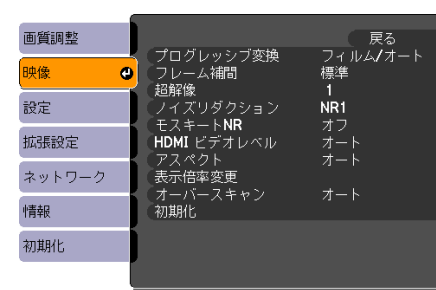 画質調整
映像
設定
拡張設定
ネットワーク
情報
初期化
戻る
プログレッシブ変換 フィルム/オート
フレーム補間 標準
超解像 1
ノイズリダクション NR1
モスキートNR オフ
HDMI ビデオレベル オート
アスペクト オート
表示倍率変更
オーバースキャン オート
初期化